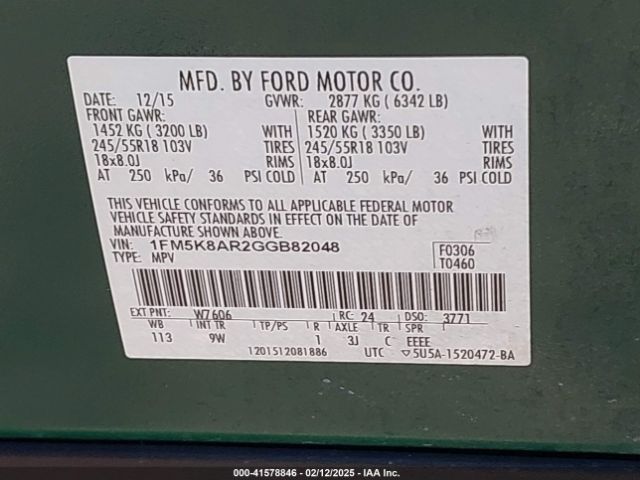 MFD. BY FORD MOTOR CO.
DATE: 12/15 GVWR: 2877 KG ( 6342 LB)
FRONT GAWR: REAR GAWR:
1452 KG ( 3200 LB) WITH 1520 KG ( 3350 LB) WITH
245/55R18 103V TIRES 245/55R18 103V TIRES
18x8.0J RIMS 18x8.0J RIMS
AT 250 kPa/ 36 PSI COLD AT 250 kPa/ 36 PSI COLD
THIS VEHICLE CONFORMS TO ALL APPLICABLE FEDERAL MOTOR
VEHICLE SAFETY STANDARDS IN EFFECT ON THE DATE OF
MANUFACTURE SHOWN ABOVE.
VIN: 1FM5K8AR2GGB82048 F0306
TYPE: MPV T0460
EXT PNT: W7606 RC: 24 DSO: 3771
WB INT TR TP/PS R AXLE TR SPR
113 9W 1 3J C EEEE
1201512081886 UTC ▽5U5A-1520472-BA
000-41578846 - 02/12/2025 - IAA Inc.